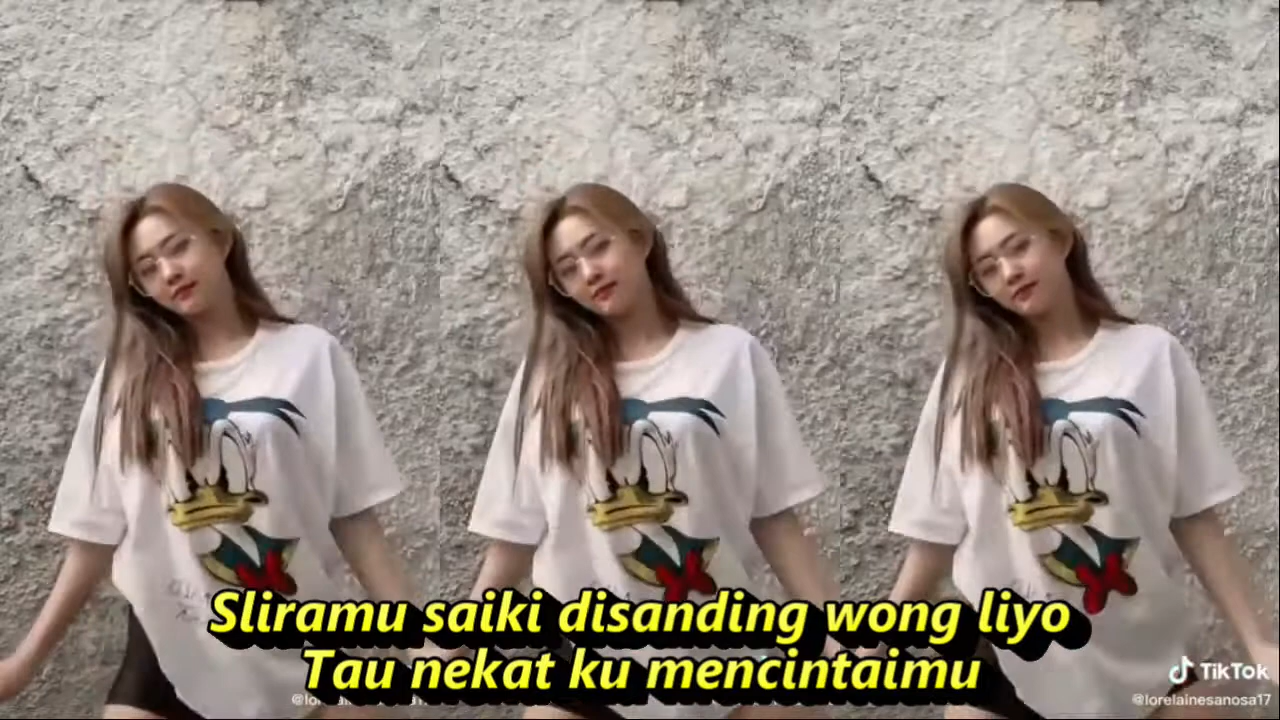 Sliramu saiki disanding wong liyo
Tau nekat ku mencintaimu
TikTok
@lorelainesanosa17